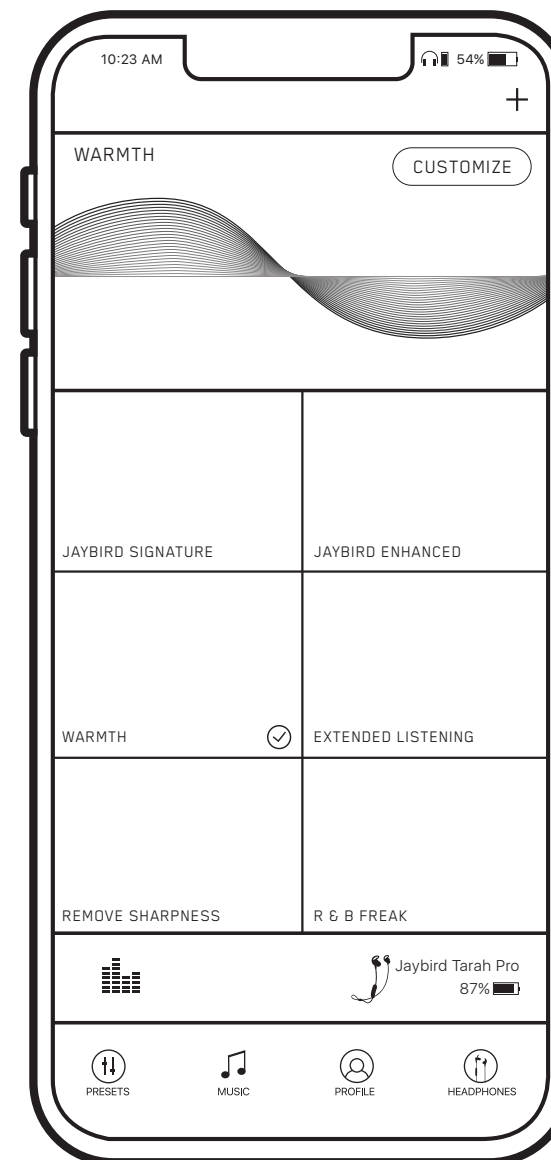 10:23 AM
54%
+
WARMTH
CUSTOMIZE
JAYBIRD SIGNATURE
JAYBIRD ENHANCED
WARMTH
EXTENDED LISTENING
REMOVE SHARPNESS
R & B FREAK
Jaybird Tarah Pro
87%
PRESETS
MUSIC
PROFILE
HEADPHONES